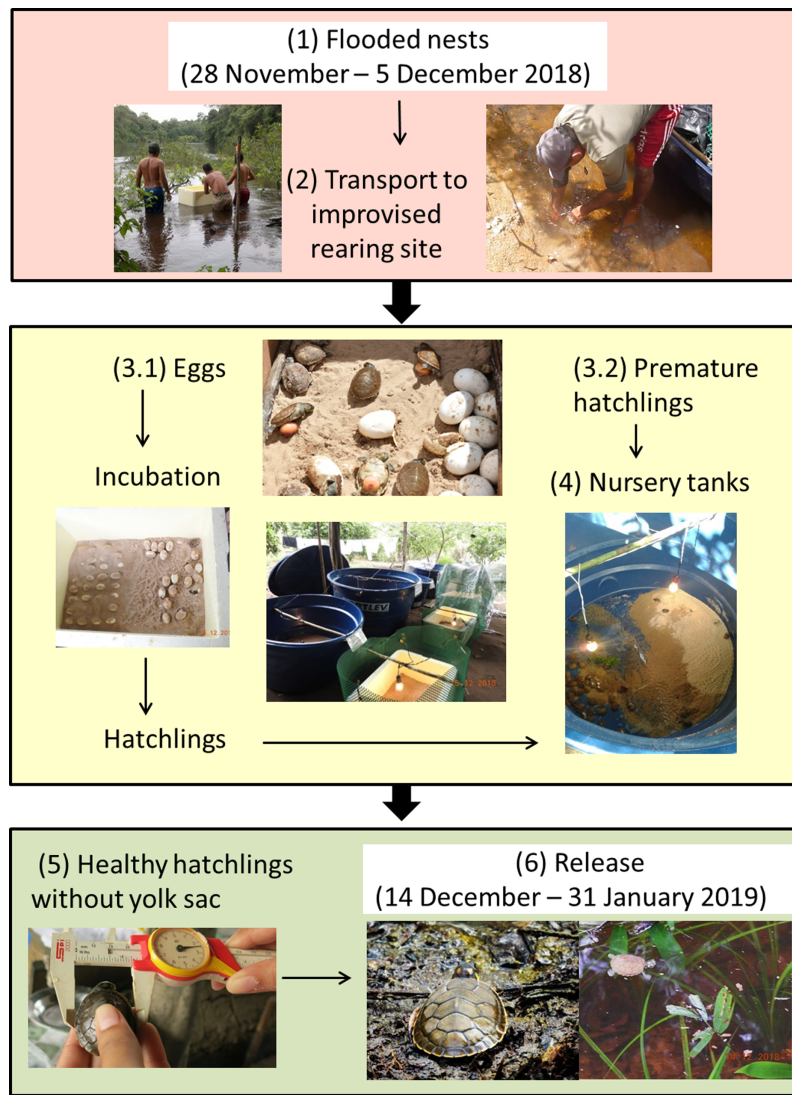 (1) Flooded nests
(28 November – 5 December 2018)
(2) Transport to
improvised
rearing site
(3.1) Eggs
(3.2) Premature
hatchlings
Incubation
(4) Nursery tanks
Hatchlings
(5) Healthy hatchlings
without yolk sac
(6) Release
(14 December – 31 January 2019)